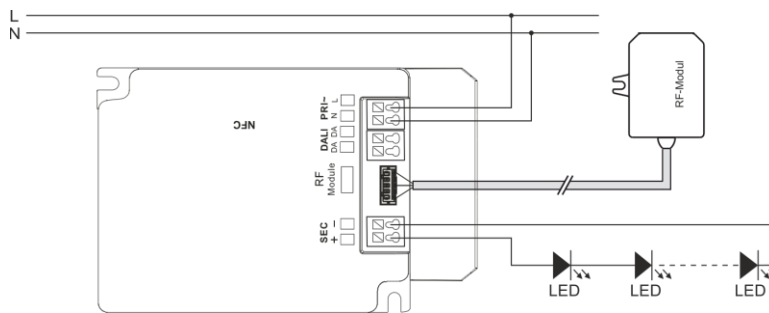 L
N
RF-Modul
NFC
PRI~
L
N
DALI
DA
DA
RF
Module
SEC
−
+
LED
LED
LED